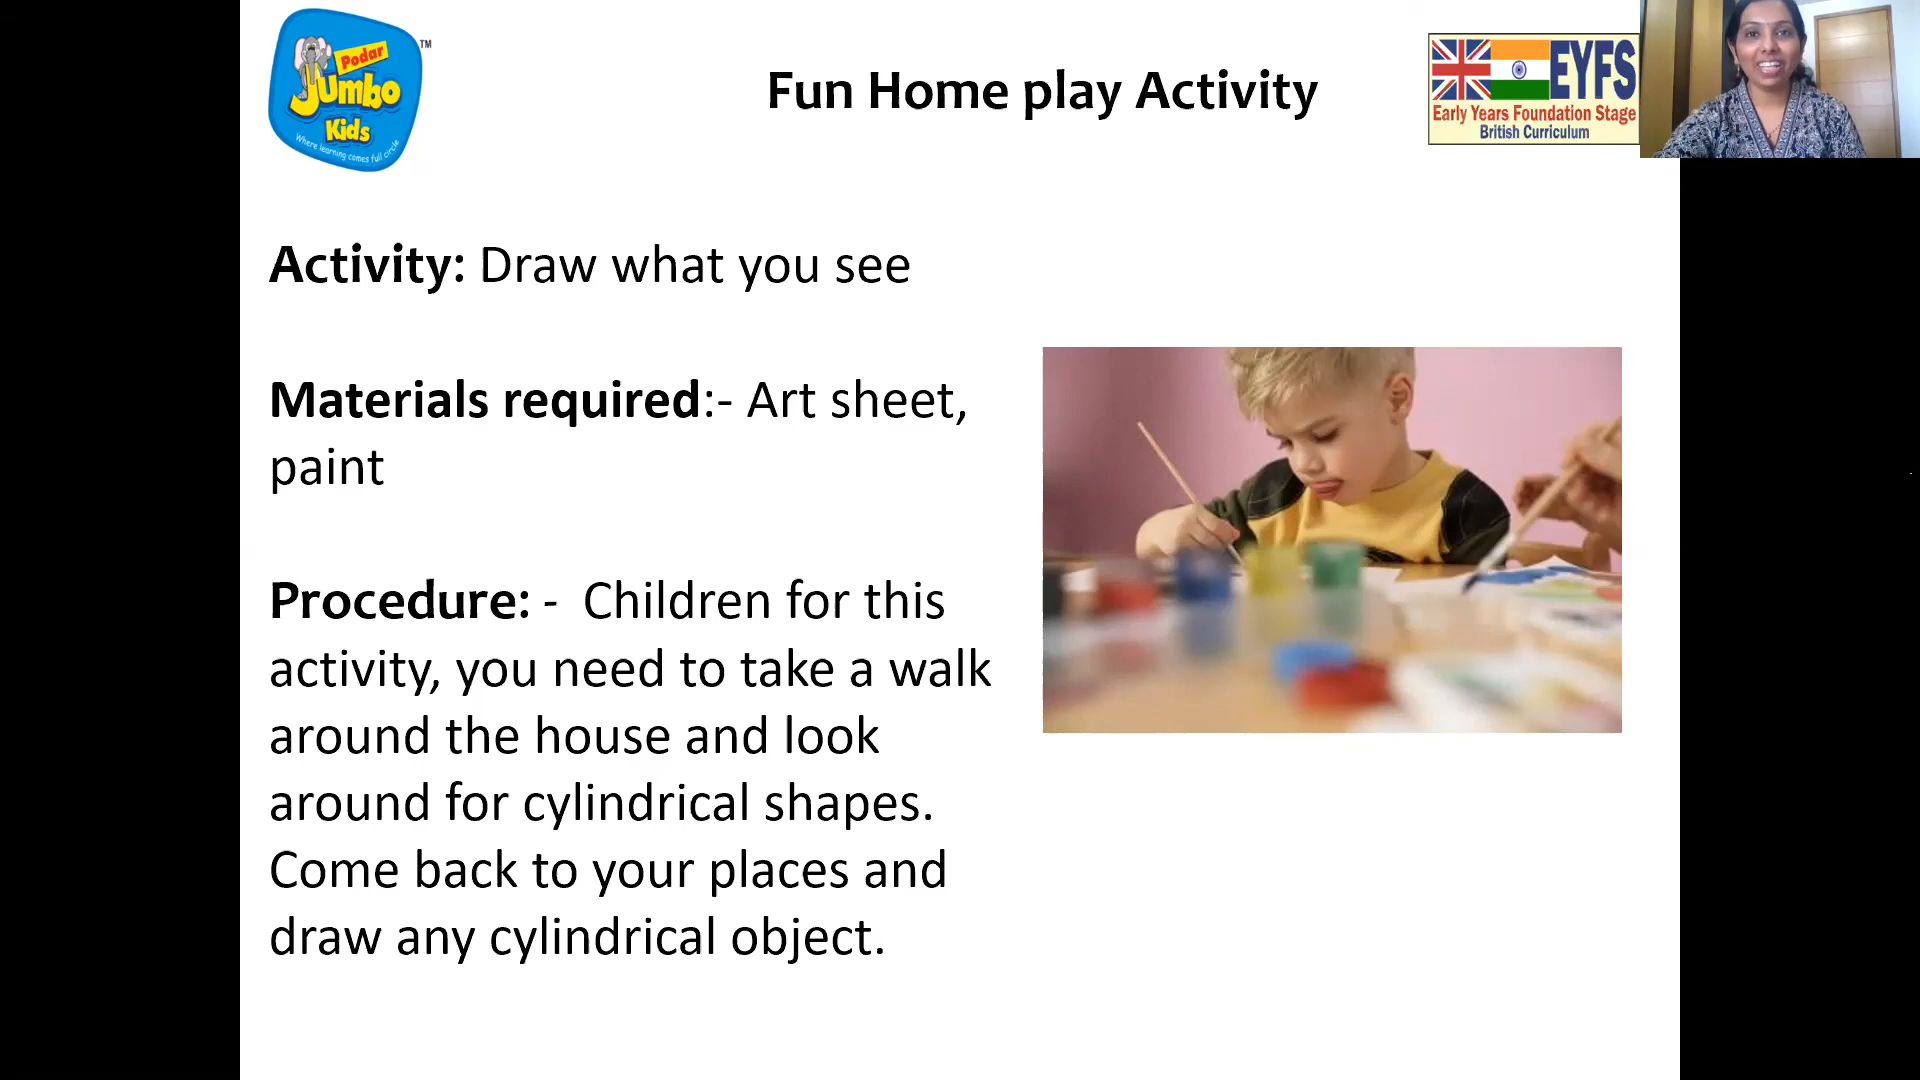 Podar
Jumbo
Kids
Where learning comes full circle
TM
Fun Home play Activity
EYFS
Early Years Foundation Stage
British Curriculum
Activity: Draw what you see
Materials required:- Art sheet,
paint
Procedure: - Children for this
activity, you need to take a walk
around the house and look
around for cylindrical shapes.
Come back to your places and
draw any cylindrical object.